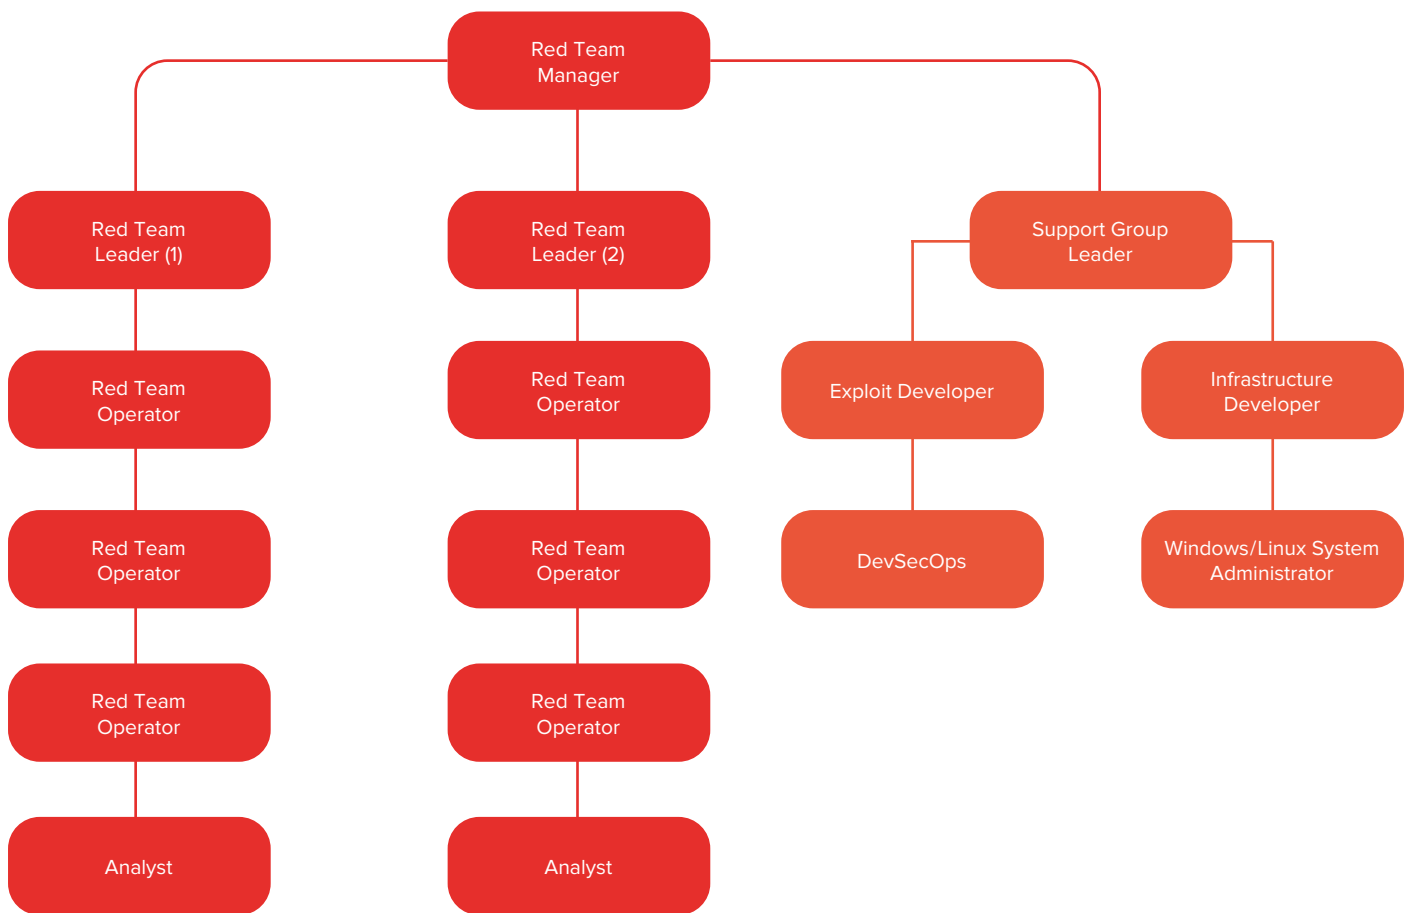 Red Team
Manager
Red Team
Leader (1)
Red Team
Leader (2)
Support Group
Leader
Red Team
Operator
Red Team
Operator
Exploit Developer
Infrastructure
Developer
Red Team
Operator
Red Team
Operator
DevSecOps
Windows/Linux System
Administrator
Red Team
Operator
Red Team
Operator
Analyst
Analyst